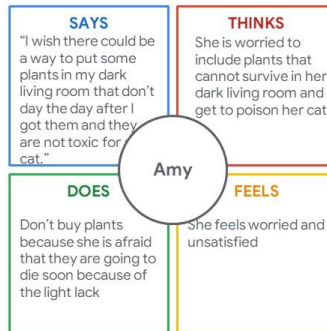 SAYS
“I wish there could be
a way to put some
plants in my dark
living room that don’t
day the day after I
got them and they
are not toxic for
cat.”
THINKS
She is worried to
include plants that
cannot survive in her
dark living room and
get to poison her cat
Amy
DOES
Don’t buy plants
because she is afraid
that they are going to
die soon because of
the light lack
FEELS
She feels worried and
unsatisfied